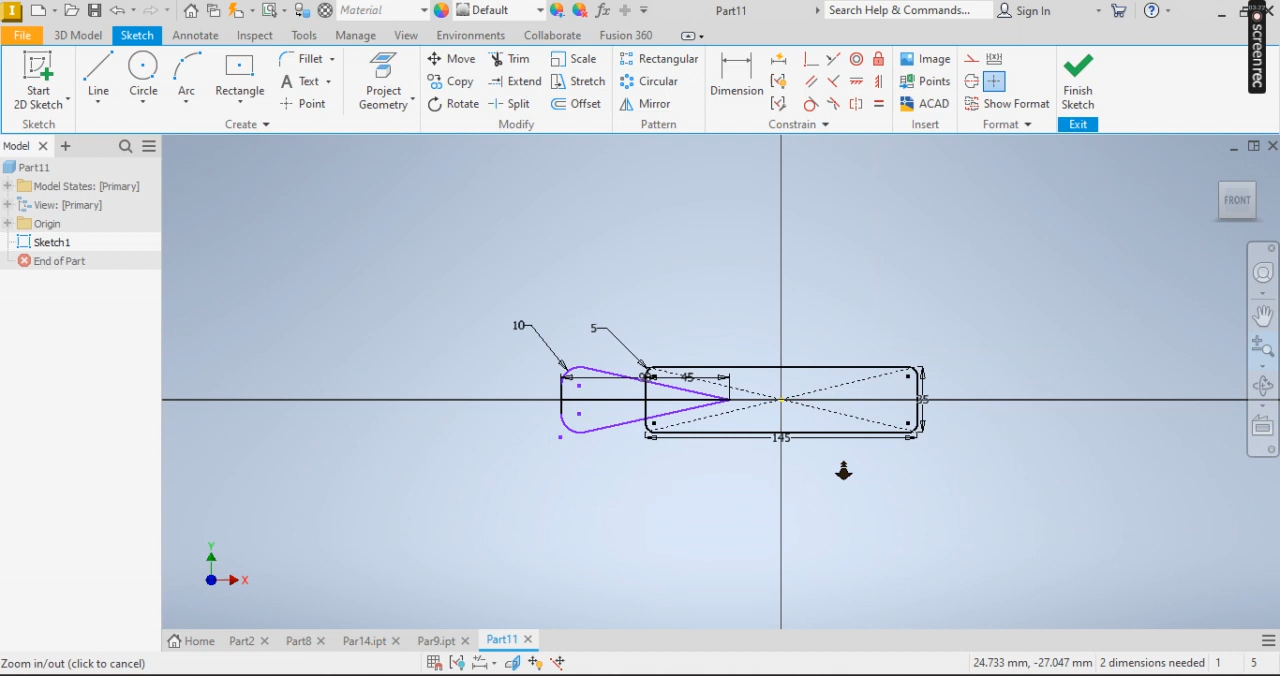 Material
Default
Part11
Search Help & Commands...
Sign In
File 3D Model Sketch Annotate Inspect Tools Manage View Environments Collaborate Fusion 360
Start 2D Sketch
Line
Circle
Arc
Rectangle
Fillet
Text
Point
Project Geometry
Move Trim Scale
Copy Extend Stretch
Rotate Split Offset
Rectangular
Circular
Mirror
Dimension
Image
Points
ACAD
Show Format
Finish Sketch
Sketch Create Modify Pattern Constrain Insert Format Exit
screenrec
Model
Part11
Model States: [Primary]
View: [Primary]
Origin
Sketch1
End of Part
FRONT
10
5
45
145
Y
X
Home Part2 Part8 Par14.ipt Par9.ipt Part11
Zoom in/out (click to cancel)
24.733 mm, -27.047 mm 2 dimensions needed 1 5